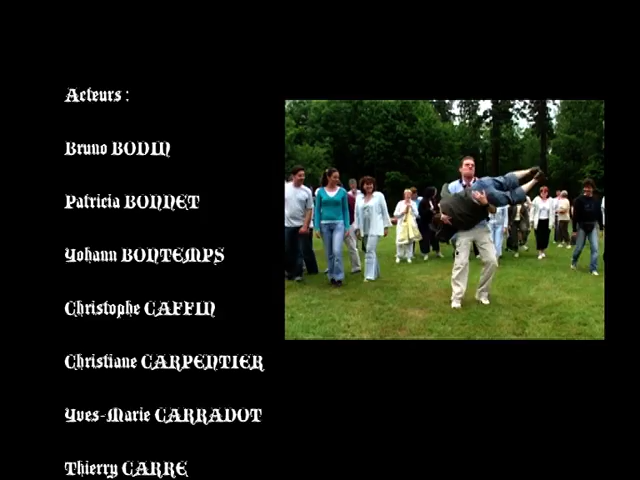 Acteurs :
Bruno BODIN
Patricia BONNET
Yohann BONTEMPS
Christophe CAFFIN
Christiane CARPENTIER
Yves-Marie CARRADOT
Thierry CARRE